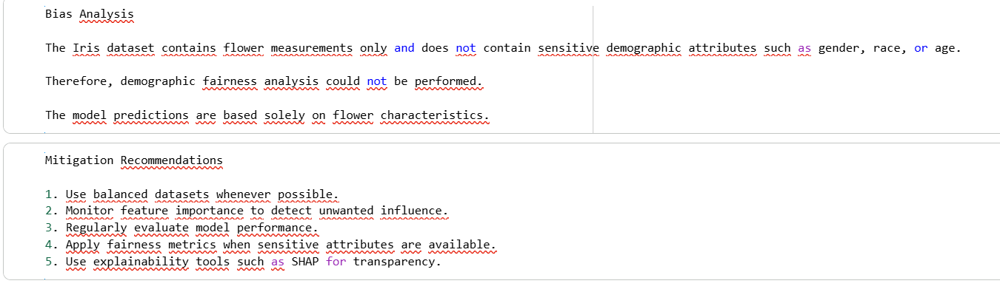 Bias Analysis
The Iris dataset contains flower measurements only and does not contain sensitive demographic attributes such as gender, race, or age.
Therefore, demographic fairness analysis could not be performed.
The model predictions are based solely on flower characteristics.
Mitigation Recommendations
1. Use balanced datasets whenever possible.
2. Monitor feature importance to detect unwanted influence.
3. Regularly evaluate model performance.
4. Apply fairness metrics when sensitive attributes are available.
5. Use explainability tools such as SHAP for transparency.